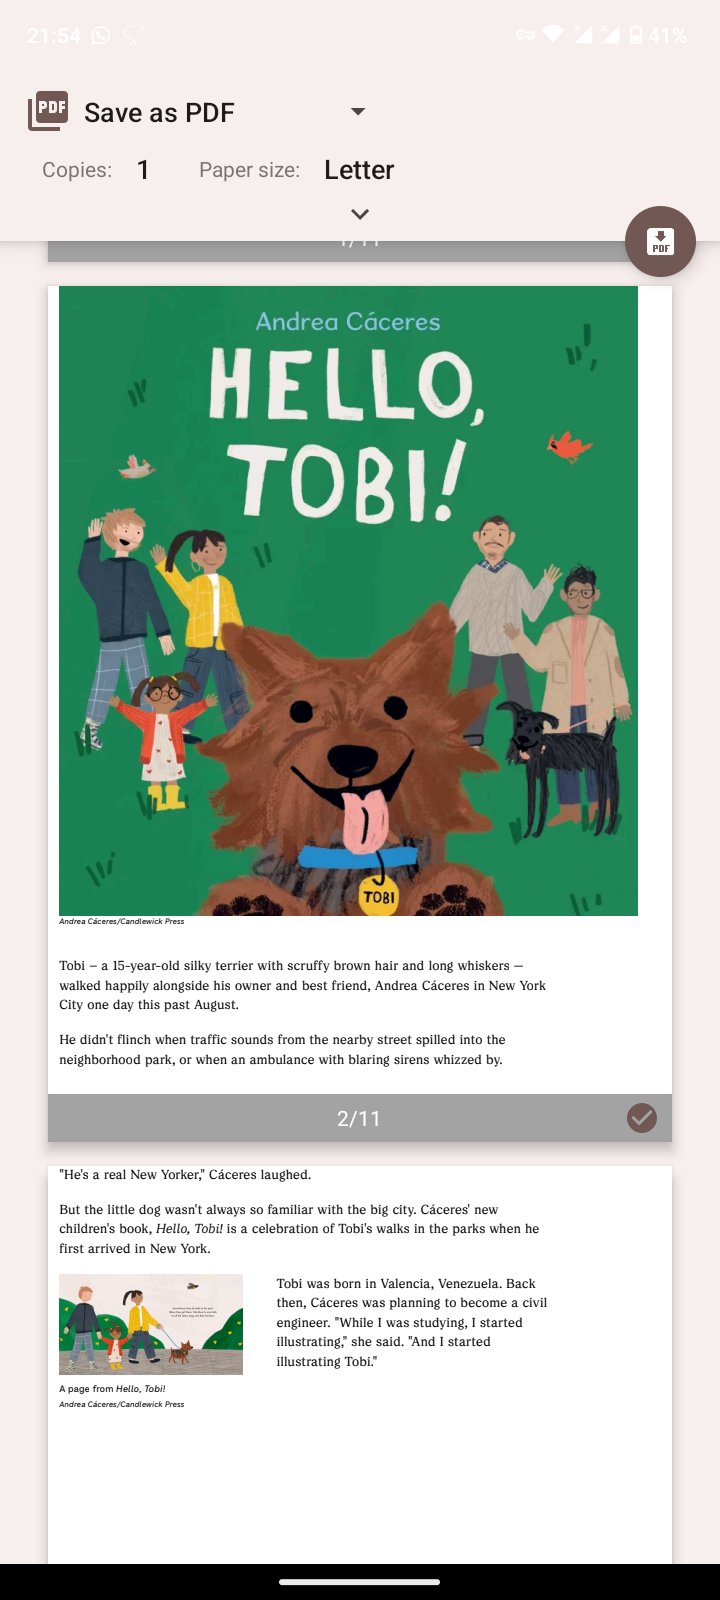 21:54
41%
PDF Save as PDF
Copies: 1 Paper size: Letter
PDF
1/11
Andrea Cáceres
HELLO,
TOBI!
TOBI
Andrea Cáceres/Candlewick Press
Tobi – a 15-year-old silky terrier with scruffy brown hair and long whiskers —
walked happily alongside his owner and best friend, Andrea Cáceres in New York
City one day this past August.
He didn't flinch when traffic sounds from the nearby street spilled into the
neighborhood park, or when an ambulance with blaring sirens whizzed by.
2/11
"He's a real New Yorker," Cáceres laughed.
But the little dog wasn't always so familiar with the big city. Cáceres' new
children's book, Hello, Tobi! is a celebration of Tobi's walks in the parks when he
first arrived in New York.
Tobi was born in Valencia, Venezuela. Back
then, Cáceres was planning to become a civil
engineer. "While I was studying, I started
illustrating," she said. "And I started
illustrating Tobi."
A page from Hello, Tobi!
Andrea Cáceres/Candlewick Press